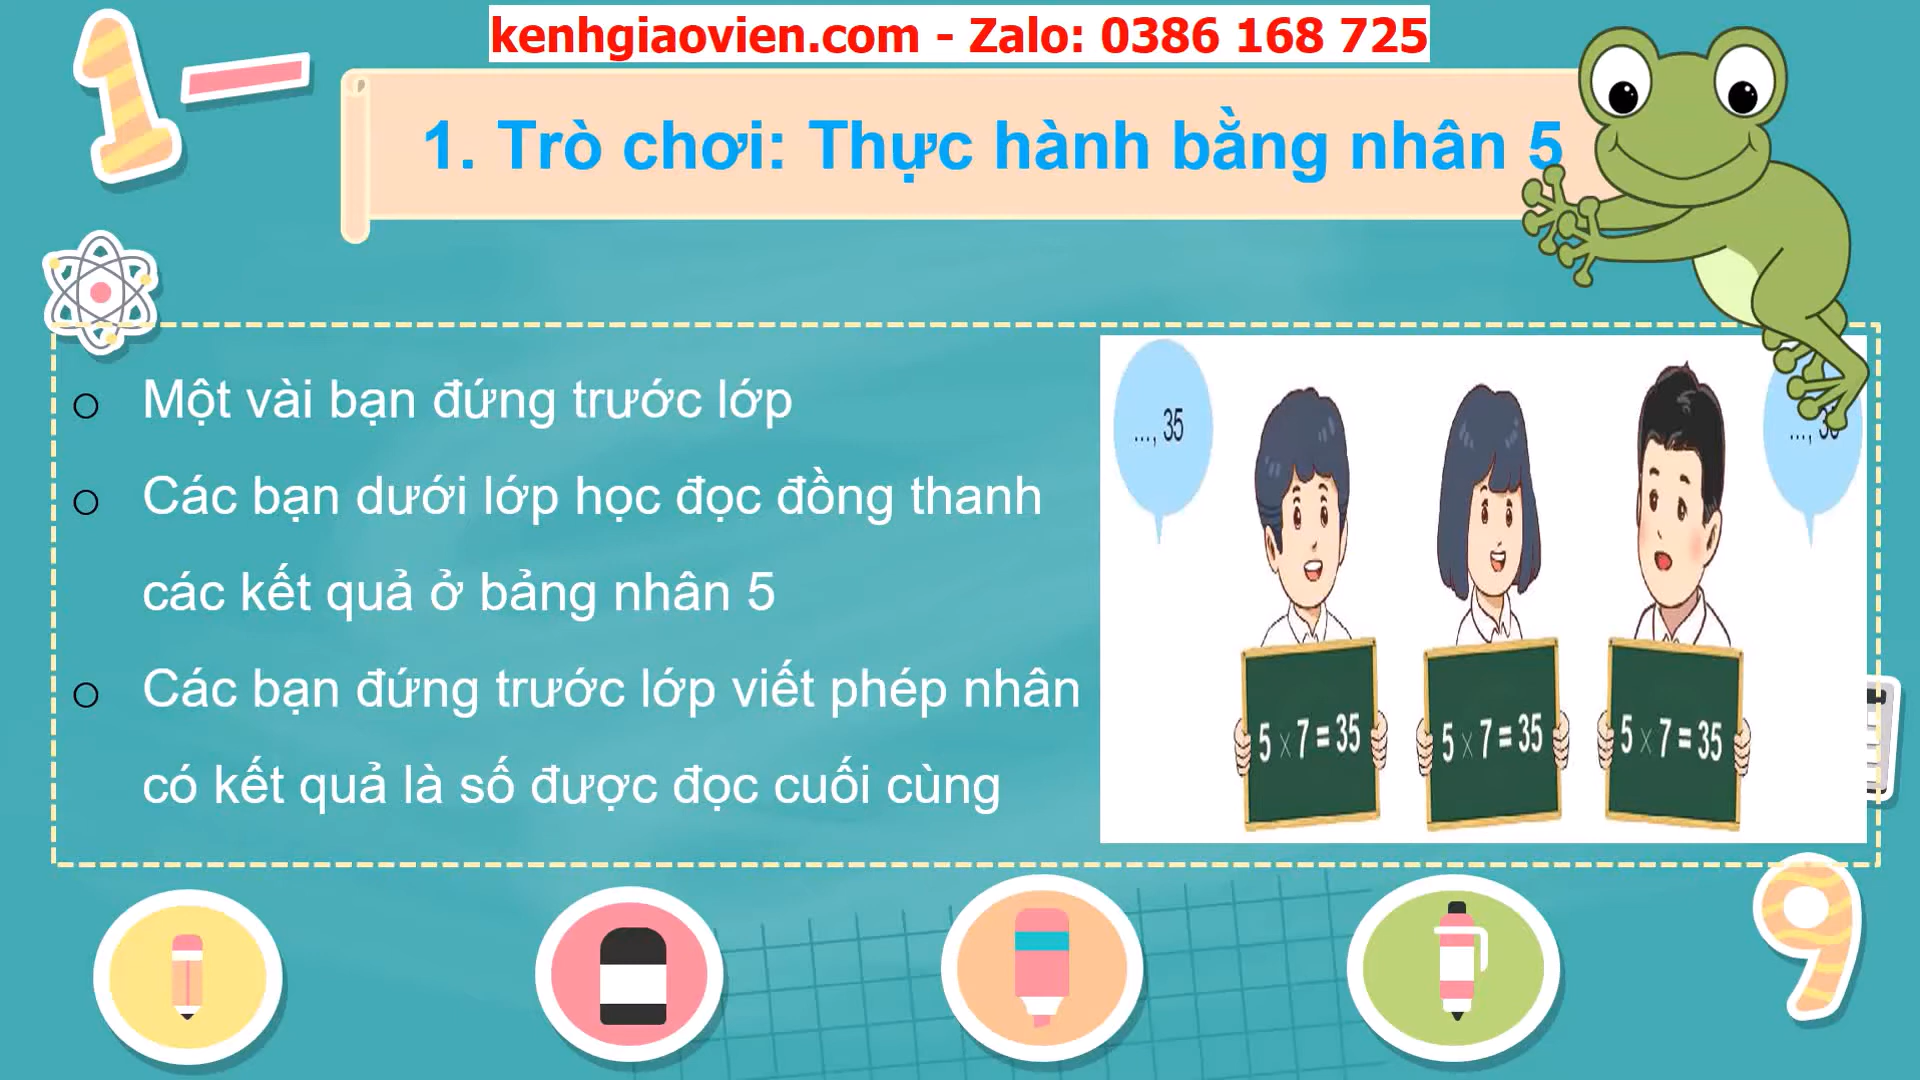 kenhgiaovien.com - Zalo: 0386 168 725
1. Trò chơi: Thực hành bằng nhân 5
Một vài bạn đứng trước lớp
Các bạn dưới lớp học đọc đồng thanh
các kết quả ở bảng nhân 5
Các bạn đứng trước lớp viết phép nhân
có kết quả là số được đọc cuối cùng
..., 35
...,
5 × 7 = 35
5 × 7 = 35
5 × 7 = 35
1
9